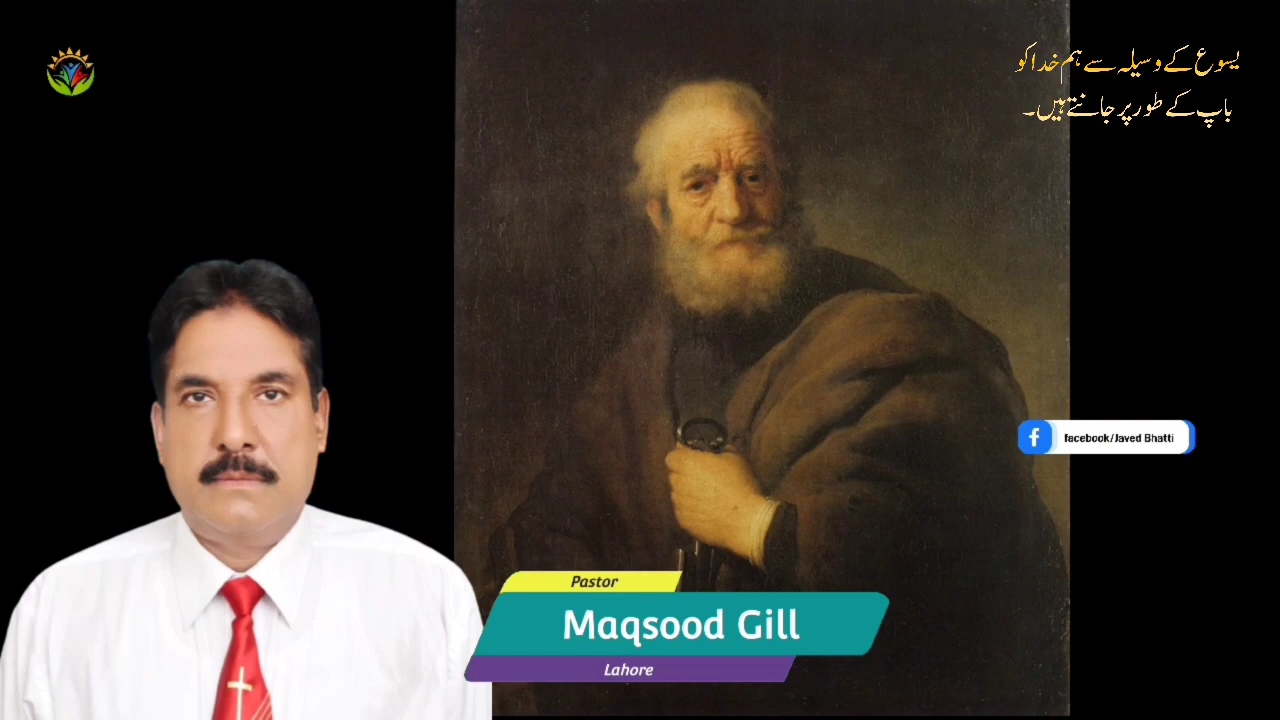 یسوع کے وسیلہ سے ہم خدا کو
باپ کے طور پر جانتے ہیں۔
facebook/Javed Bhatti
Pastor
Maqsood Gill
Lahore